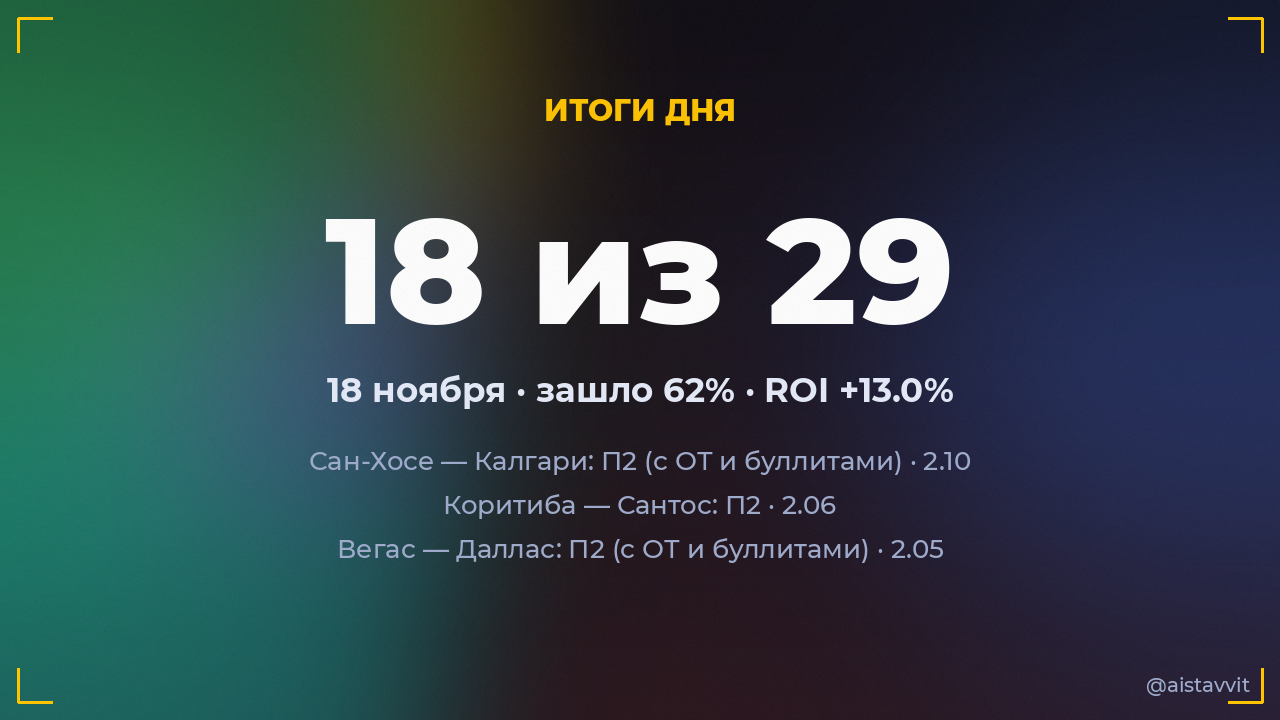 ИТОГИ ДНЯ
18 из 29
18 ноября · зашло 62% · ROI +13.0%
Сан-Хосе — Калгари: П2 (с ОТ и буллитами) · 2.10
Коритиба — Сантос: П2 · 2.06
Вегас — Даллас: П2 (с ОТ и буллитами) · 2.05
@aistavvit